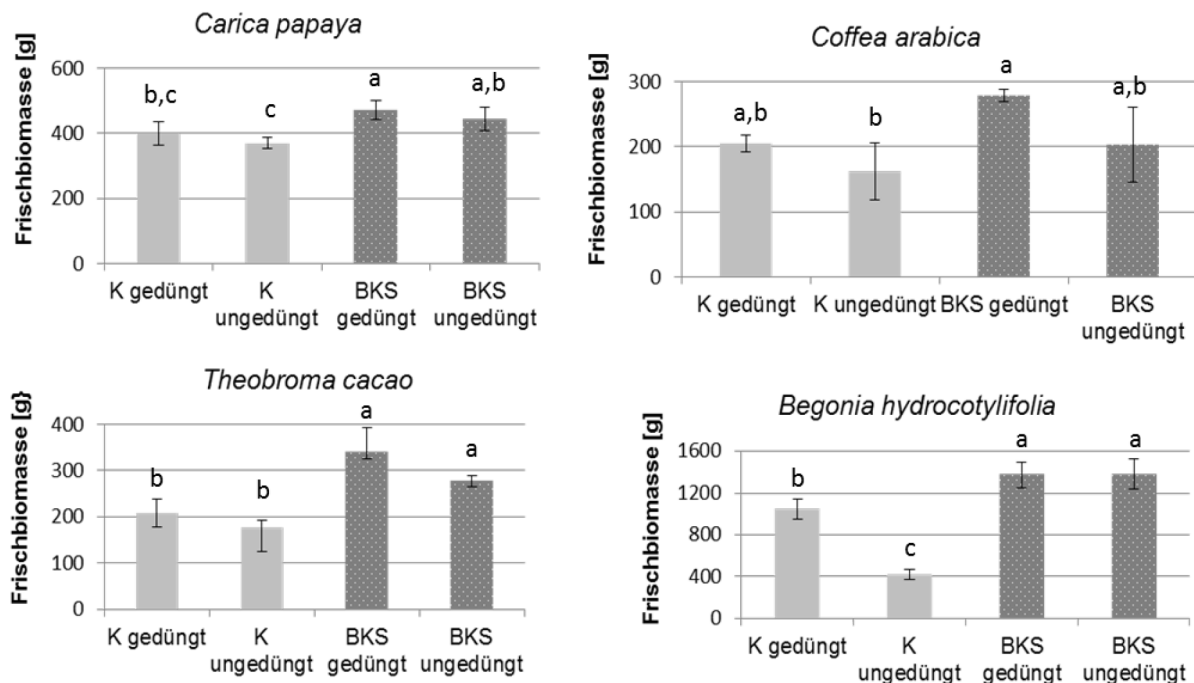 Carica papaya
Frischbiomasse [g]
600
400
200
0
b,c
c
a
a,b
K gedüngt
K
ungedüngt
BKS
gedüngt
BKS
ungedüngt
Coffea arabica
Frischbiomasse [g]
300
200
100
0
a,b
b
a
a,b
K gedüngt
K ungedüngt
BKS gedüngt
BKS
ungedüngt
Theobroma cacao
Frischbiomasse [g}
400
300
200
100
0
b
b
a
a
K gedüngt
K
ungedüngt
BKS
gedüngt
BKS
ungedüngt
Begonia hydrocotylifolia
Frischbiomasse [g]
1600
1200
800
400
0
b
c
a
a
K gedüngt
K
ungedüngt
BKS
gedüngt
BKS
ungedüngt